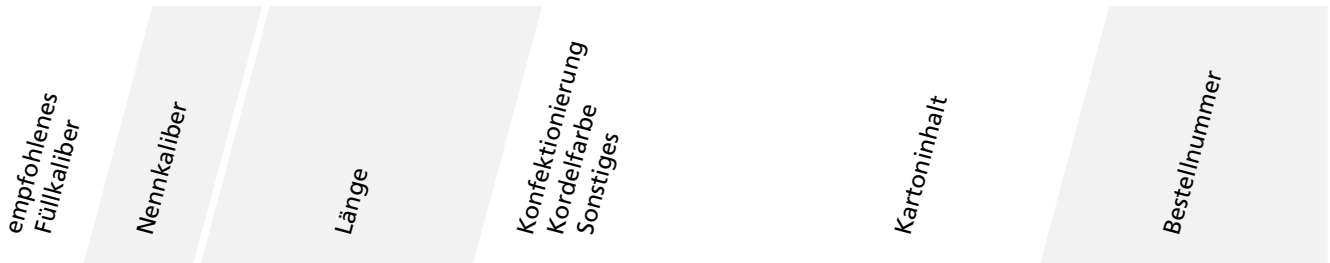 empfohlenes
Füllkaliber
Nennkaliber
Länge
Konfektionierung
Kordelfarbe
Sonstiges
Kartoninhalt
Bestellnummer